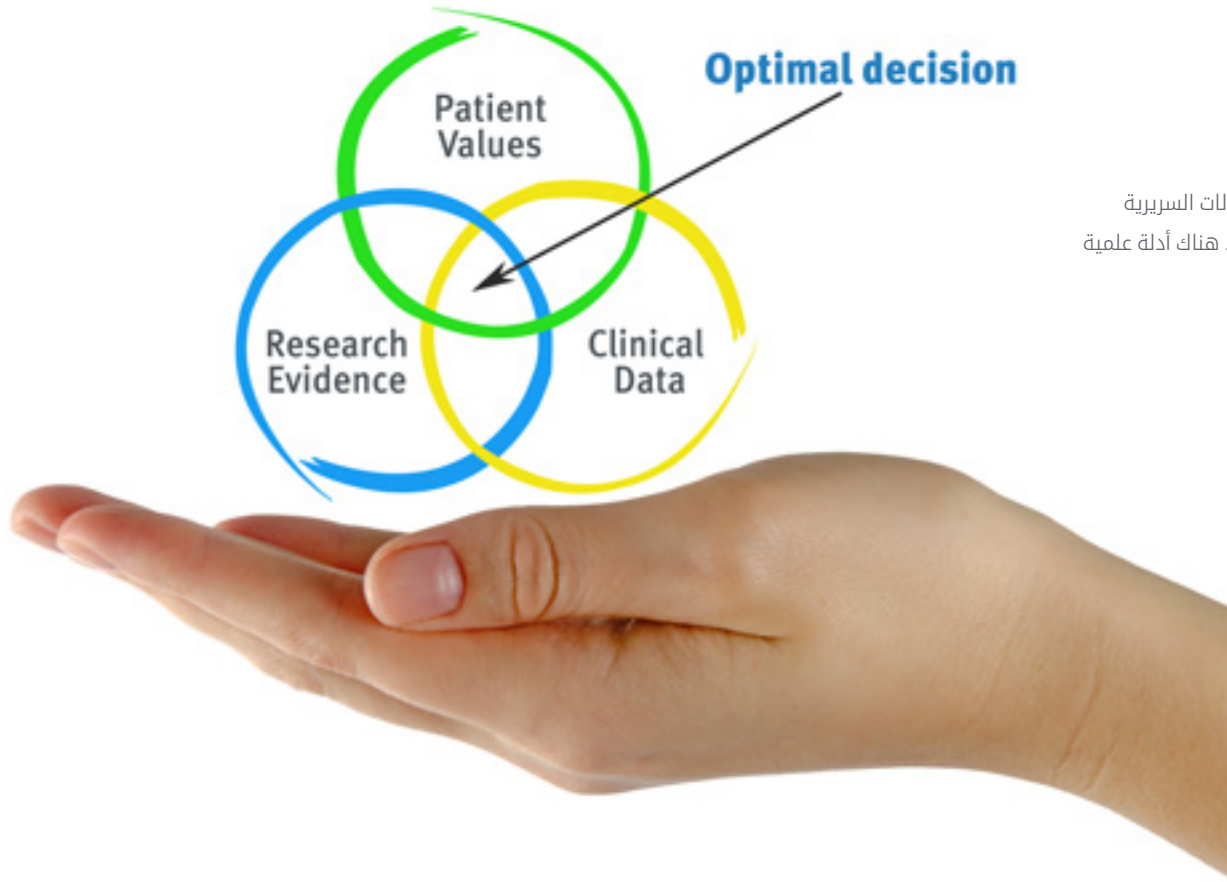 Optimal decision
Patient
Values
Research
Evidence
Clinical
Data
السريرية
هناك أدلة علمية